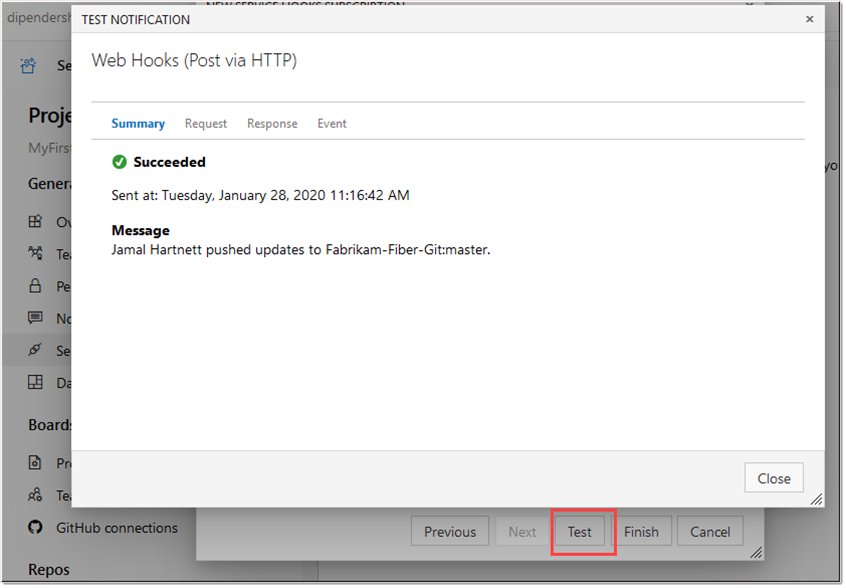 NEW SERVICE HOOKS SUBSCRIPTION
TEST NOTIFICATION
Web Hooks (Post via HTTP)
Summary Request Response Event
Succeeded
Sent at: Tuesday, January 28, 2020 11:16:42 AM
Message
Jamal Hartnett pushed updates to Fabrikam-Fiber-Git:master.
Close
Previous Next Test Finish Cancel
dipendersh
Se
Proje
MyFirst
Genera
Ov
Tea
Pe
No
Se
Da
Boards
Pro
Tea
GitHub connections
Repos
yo